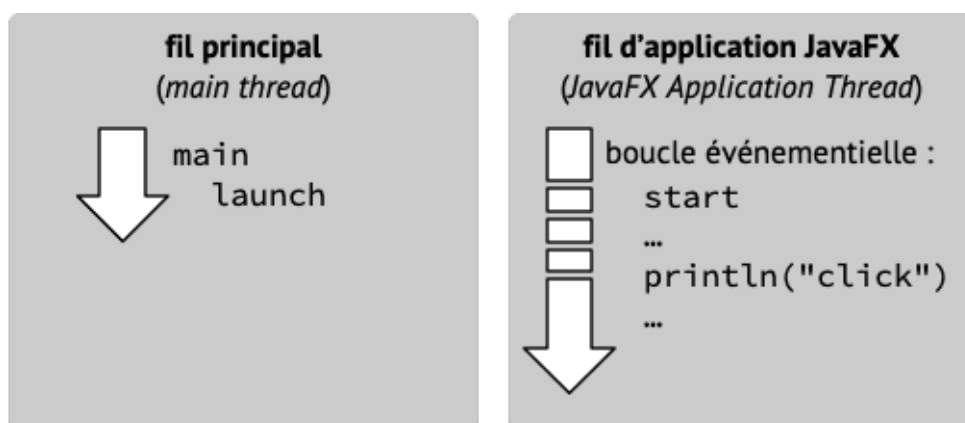 fil principal
(main thread)
main
launch
fil d’application JavaFX
(JavaFX Application Thread)
boucle événementielle :
start
…
println("click")
…